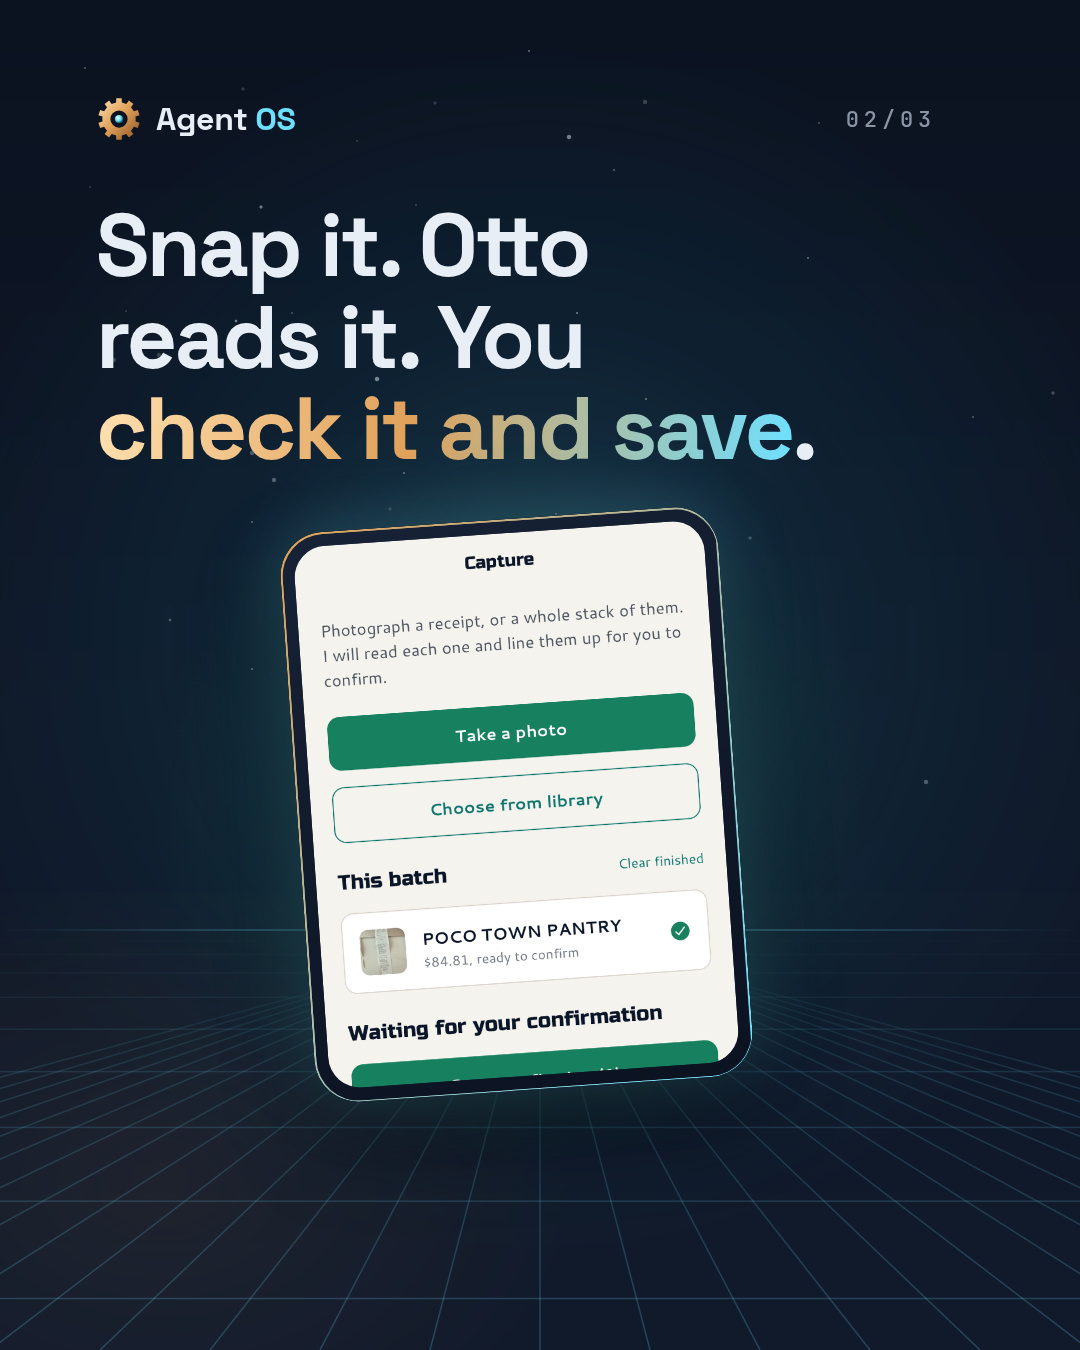 Agent OS
02/03
Snap it. Otto
reads it. You
check it and save.
Capture
Photograph a receipt, or a whole stack of them.
I will read each one and line them up for you to
confirm.
Take a photo
Choose from library
This batch
Clear finished
POCO TOWN PANTRY
$84.81, ready to confirm
Waiting for your confirmation